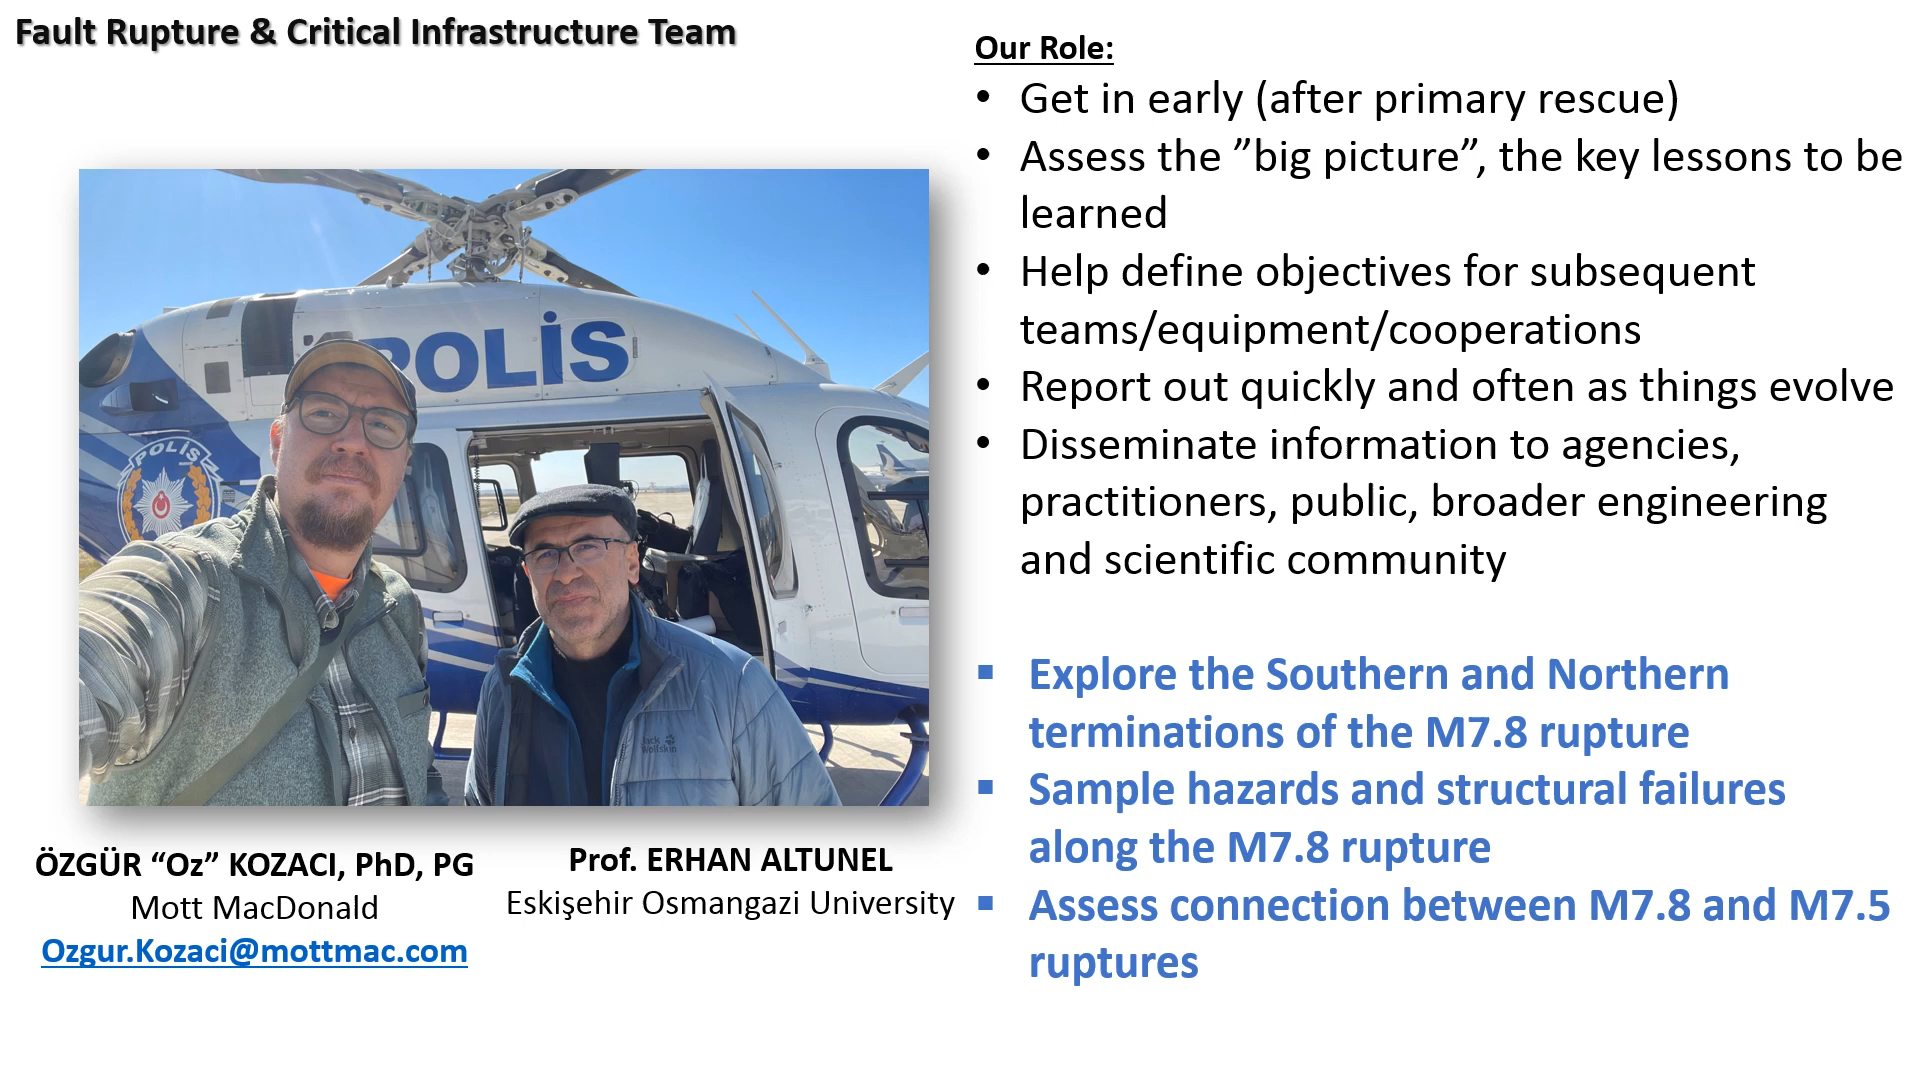 Fault Rupture & Critical Infrastructure Team
POLİS
POLİS
Jack
Wolfskin
ÖZGÜR “Oz” KOZACI, PhD, PG
Mott MacDonald
Ozgur.Kozaci@mottmac.com
Prof. ERHAN ALTUNEL
Eskişehir Osmangazi University
Our Role:
• Get in early (after primary rescue)
• Assess the ”big picture”, the key lessons to be
learned
• Help define objectives for subsequent
teams/equipment/cooperations
• Report out quickly and often as things evolve
• Disseminate information to agencies,
practitioners, public, broader engineering
and scientific community
▪ Explore the Southern and Northern
terminations of the M7.8 rupture
▪ Sample hazards and structural failures
along the M7.8 rupture
▪ Assess connection between M7.8 and M7.5
ruptures